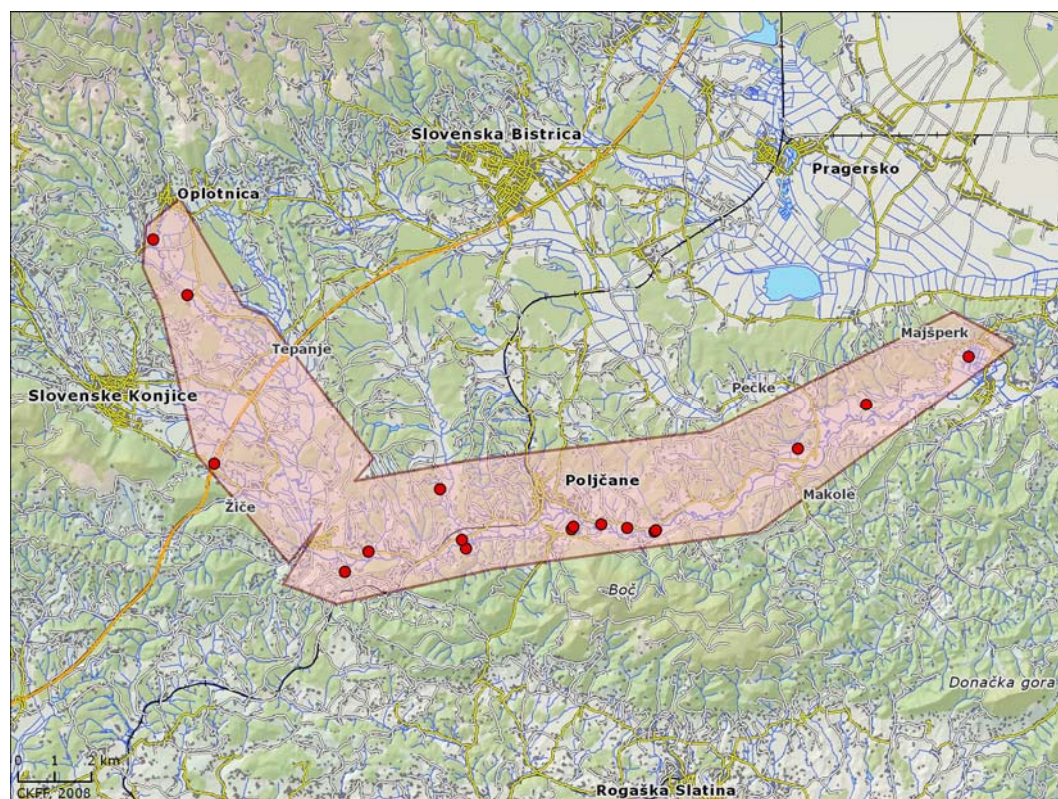 Slovenska Bistrica
Pragersko
Oplotnica
Majšperk
Tepanje
Pečke
Slovenske Konjice
Poljčane
Makole
Žiče
Boč
Donačka gora
0 1 2 km
CKFF, 2008
Rogaška Slatina